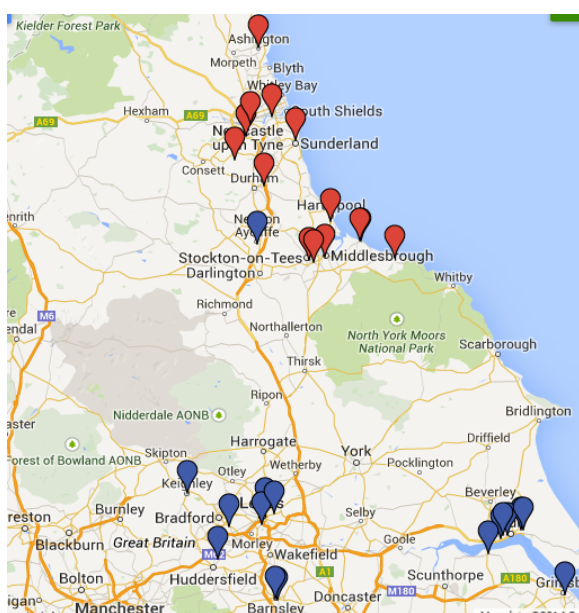 Kielder Forest Park
Ashington
Morpeth
Blyth
Whitley Bay
Hexham
A69
A69
South Shields
Newcastle
upon Tyne
Sunderland
Consett
Durham
Hartlepool
Newton
Aycliffe
Stockton-on-Tees
Middlesbrough
Darlington
Whitby
Richmond
M6
Northallerton
North York Moors
National Park
Scarborough
Thirsk
Ripon
Nidderdale AONB
Bridlington
Harrogate
York
Driffield
Forest of Bowland AONB
Skipton
Otley
Wetherby
Pocklington
Keighley
Beverley
Leeds
Bradford
Selby
Burnley
Blackburn
Great Britain
Morley
Wakefield
Goole
Huddersfield
A1
Bolton
Scunthorpe
A180
Grimsby
M180
Doncaster
Manchester
Barnsley